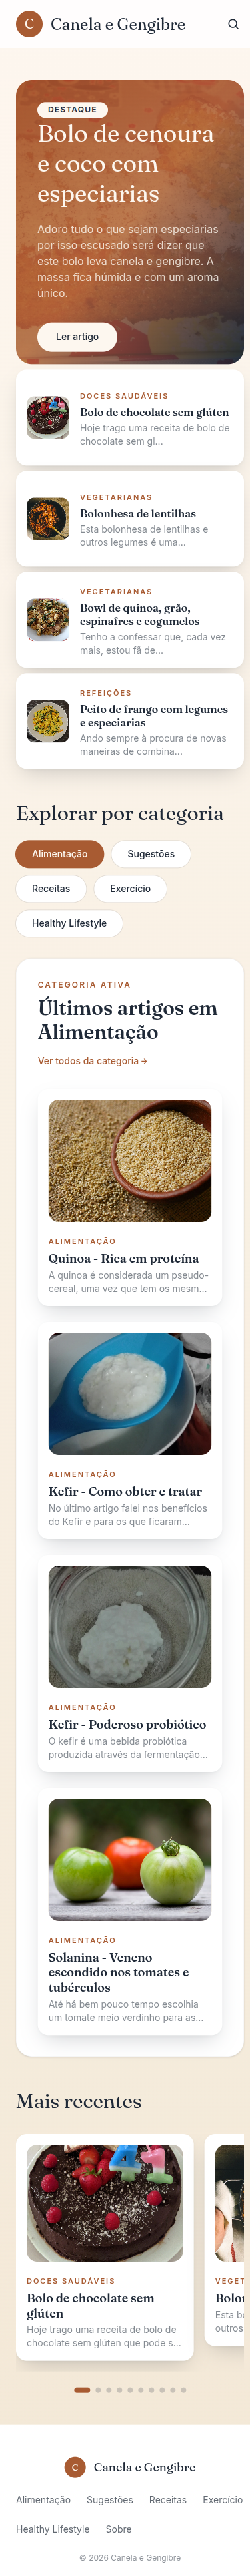 C Canela e Gengibre
DESTAQUE
Bolo de cenoura
e coco com
especiarias
Adoro tudo o que sejam especiarias
por isso escusado será dizer que
este bolo leva canela e gengibre. A
massa fica húmida e com um aroma
único.
Ler artigo
DOCES SAUDÁVEIS
Bolo de chocolate sem glúten
Hoje trago uma receita de bolo de
chocolate sem gl...
VEGETARIANAS
Bolonhesa de lentilhas
Esta bolonhesa de lentilhas e
outros legumes é uma...
VEGETARIANAS
Bowl de quinoa, grão,
espinafres e cogumelos
Tenho a confessar que, cada vez
mais, estou fã de...
REFEIÇÕES
Peito de frango com legumes
e especiarias
Ando sempre à procura de novas
maneiras de combina...
Explorar por categoria
Alimentação
Sugestões
Receitas
Exercício
Healthy Lifestyle
CATEGORIA ATIVA
Últimos artigos em
Alimentação
Ver todos da categoria →
ALIMENTAÇÃO
Quinoa - Rica em proteína
A quinoa é considerada um pseudo-
cereal, uma vez que tem os mesm...
ALIMENTAÇÃO
Kefir - Como obter e tratar
No último artigo falei nos benefícios
do Kefir e para os que ficaram...
ALIMENTAÇÃO
Kefir - Poderoso probiótico
O kefir é uma bebida probiótica
produzida através da fermentação...
ALIMENTAÇÃO
Solanina - Veneno
escondido nos tomates e
tubérculos
Até há bem pouco tempo escolhia
um tomate meio verdinho para as...
Mais recentes
DOCES SAUDÁVEIS
Bolo de chocolate sem
glúten
Hoje trago uma receita de bolo de
chocolate sem glúten que pode s...
VEGET
Bolon
Esta bo
outros
C Canela e Gengibre
Alimentação Sugestões Receitas Exercício
Healthy Lifestyle Sobre
© 2026 Canela e Gengibre